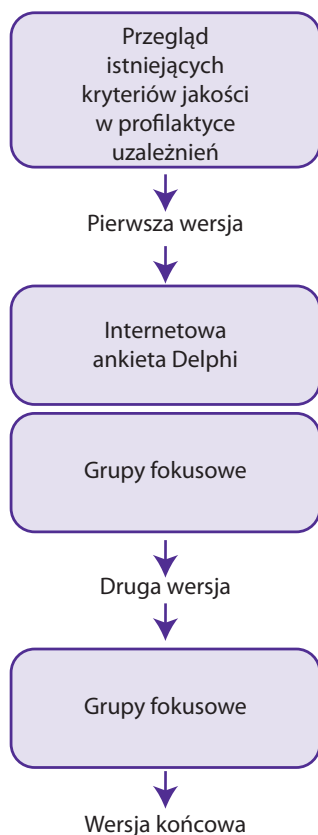 Przegląd
istniejących
kryteriów jakości
w profilaktyce
uzależnień
Pierwsza wersja
Internetowa
ankieta Delphi
Grupy fokusowe
Druga wersja
Grupy fokusowe
Wersja końcowa